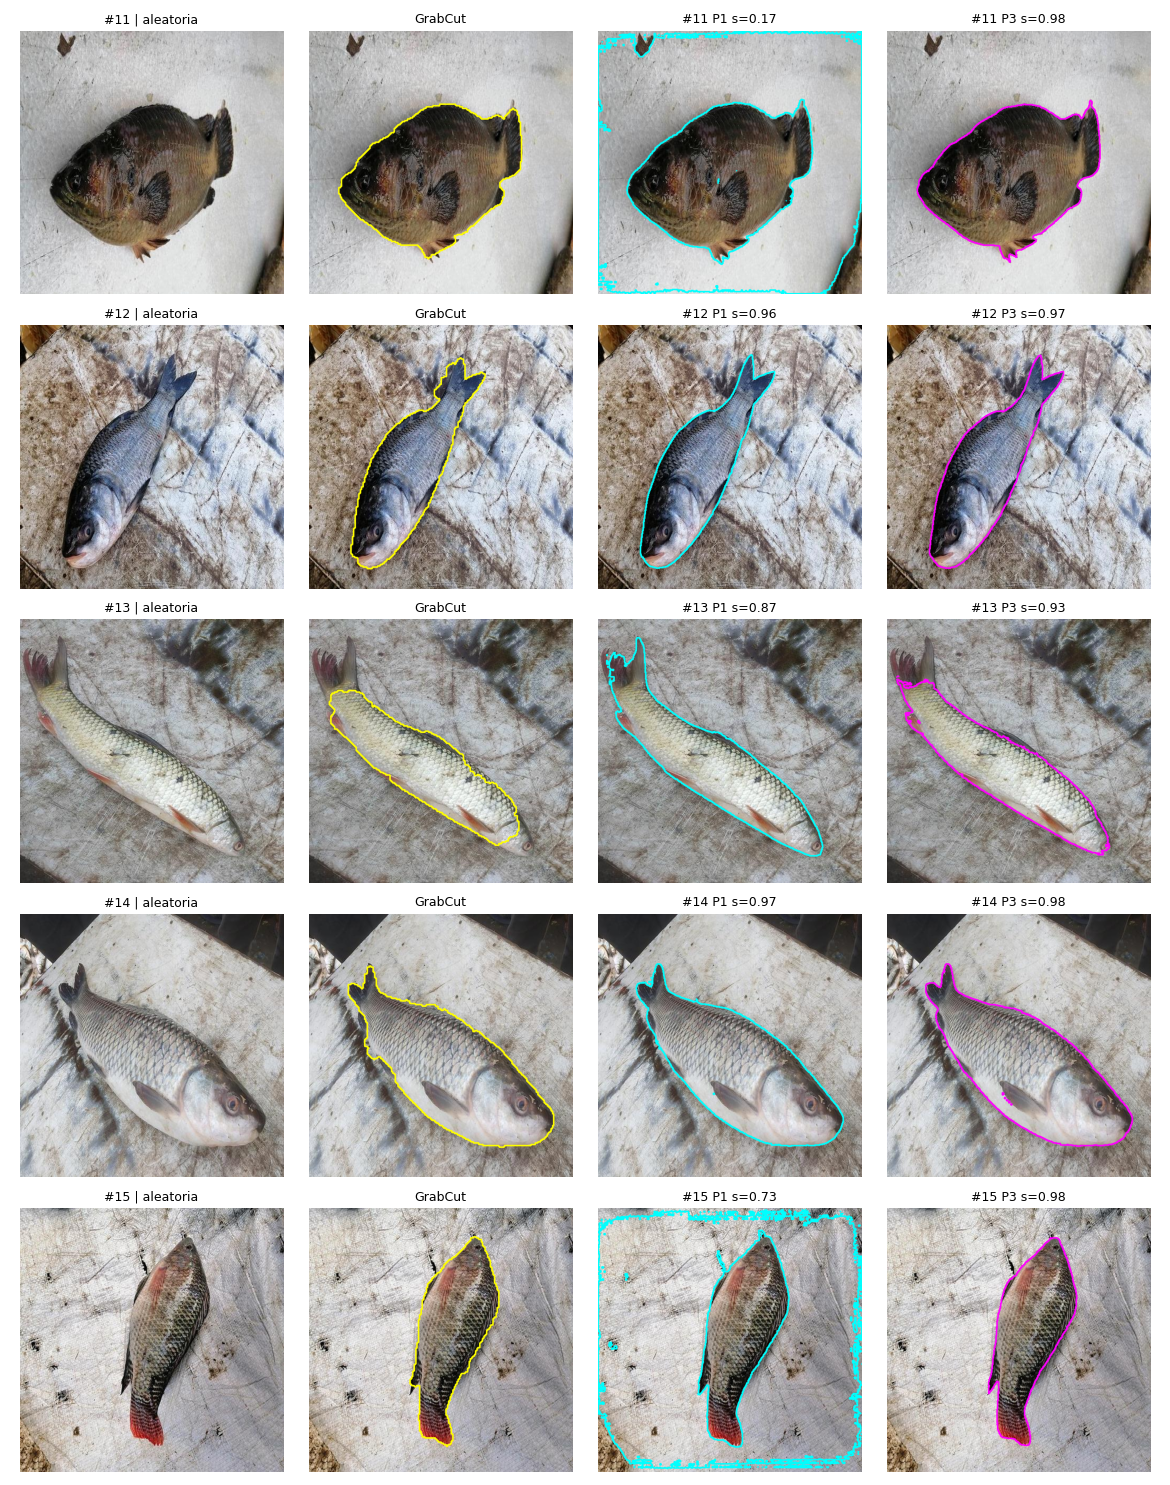 #11 | aleatoria GrabCut #11 P1 s=0.17 #11 P3 s=0.98
#12 | aleatoria GrabCut #12 P1 s=0.96 #12 P3 s=0.97
#13 | aleatoria GrabCut #13 P1 s=0.87 #13 P3 s=0.93
#14 | aleatoria GrabCut #14 P1 s=0.97 #14 P3 s=0.98
#15 | aleatoria GrabCut #15 P1 s=0.73 #15 P3 s=0.98